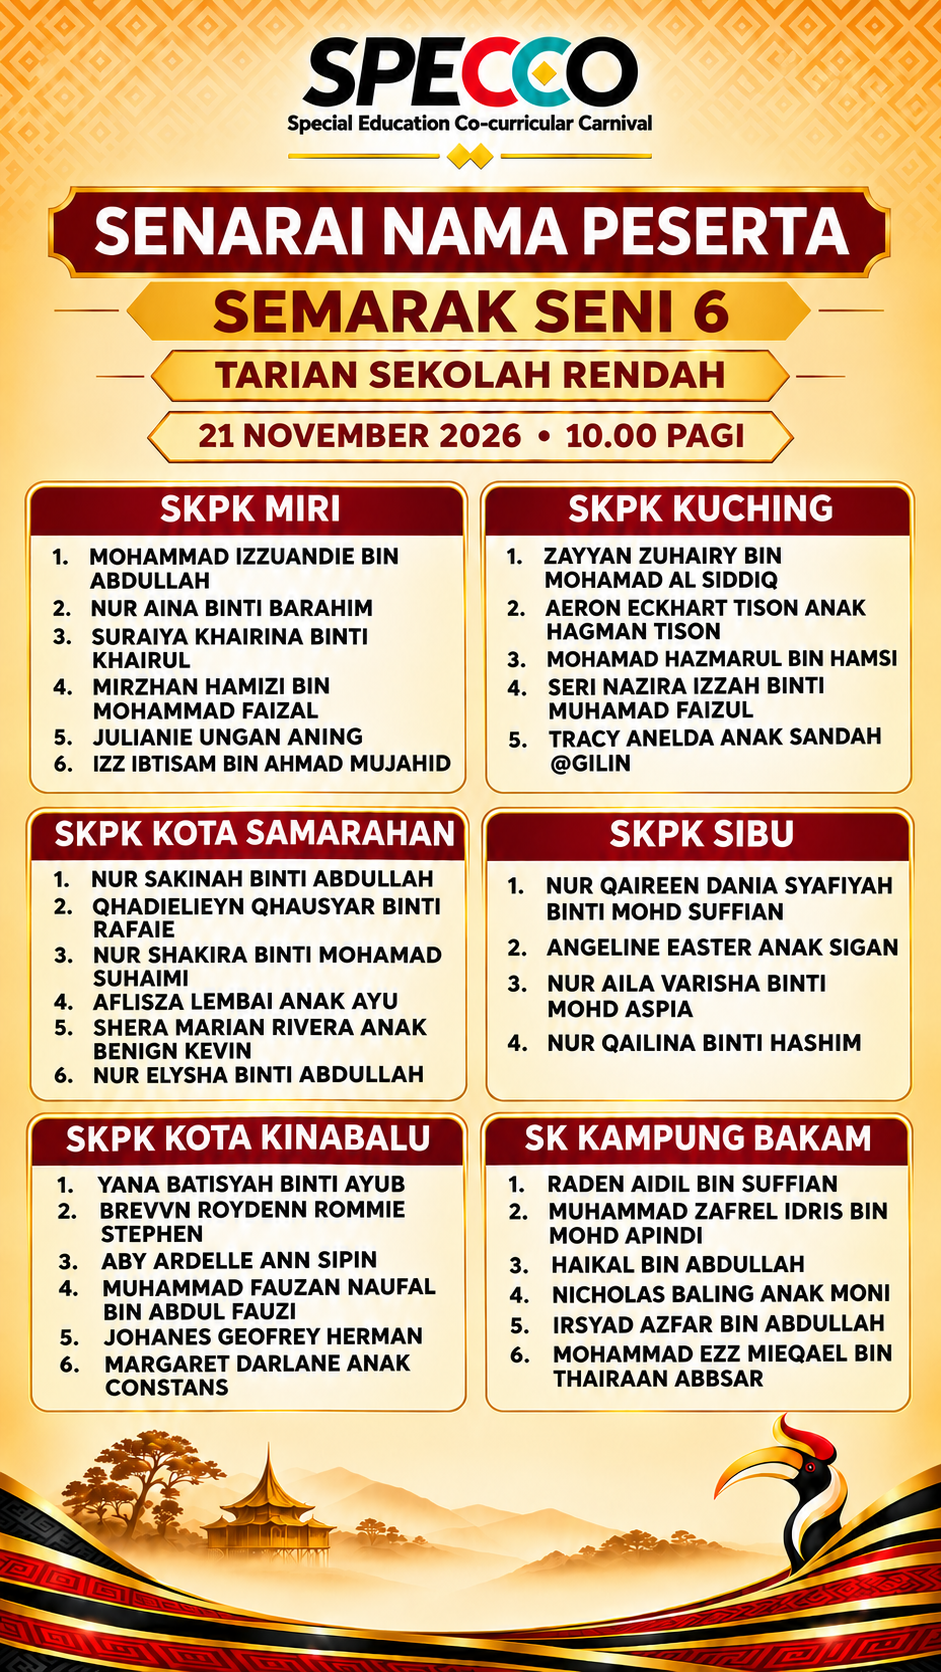 SPECCO
Special Education Co-curricular Carnival
SENARAI NAMA PESERTA
SEMARAK SENI 6
TARIAN SEKOLAH RENDAH
21 NOVEMBER 2026 • 10.00 PAGI
SKPK MIRI
1. MOHAMMAD IZZUANDIE BIN
ABDULLAH
2. NUR AINA BINTI BARAHIM
3. SURAIYA KHAIRINA BINTI
KHAIRUL
4. MIRZHAN HAMIZI BIN
MOHAMMAD FAIZAL
5. JULIANIE UNGAN ANING
6. IZZ IBTISAM BIN AHMAD MUJAHID
SKPK KUCHING
1. ZAYYAN ZUHAIRY BIN
MOHAMAD AL SIDDIQ
2. AERON ECKHART TISON ANAK
HAGMAN TISON
3. MOHAMAD HAZMARUL BIN HAMSI
4. SERI NAZIRA IZZAH BINTI
MUHAMAD FAIZUL
5. TRACY ANELDA ANAK SANDAH
@GILIN
SKPK KOTA SAMARAHAN
1. NUR SAKINAH BINTI ABDULLAH
2. QHADIELIEYN QHAUSYAR BINTI
RAFAIE
3. NUR SHAKIRA BINTI MOHAMAD
SUHAIMI
4. AFLISZA LEMBAI ANAK AYU
5. SHERA MARIAN RIVERA ANAK
BENIGN KEVIN
6. NUR ELYSHA BINTI ABDULLAH
SKPK SIBU
1. NUR QAIREEN DANIA SYAFIYAH
BINTI MOHD SUFFIAN
2. ANGELINE EASTER ANAK SIGAN
3. NUR AILA VARISHA BINTI
MOHD ASPIA
4. NUR QAILINA BINTI HASHIM
SKPK KOTA KINABALU
1. YANA BATISYAH BINTI AYUB
2. BREVVN ROYDENN ROMMIE
STEPHEN
3. ABY ARDELLE ANN SIPIN
4. MUHAMMAD FAUZAN NAUFAL
BIN ABDUL FAUZI
5. JOHANES GEOFREY HERMAN
6. MARGARET DARLANE ANAK
CONSTANS
SK KAMPUNG BAKAM
1. RADEN AIDIL BIN SUFFIAN
2. MUHAMMAD ZAFREL IDRIS BIN
MOHD APINDI
3. HAIKAL BIN ABDULLAH
4. NICHOLAS BALING ANAK MONI
5. IRSYAD AZFAR BIN ABDULLAH
6. MOHAMMAD EZZ MIEQAEL BIN
THAIRAAN ABBSAR